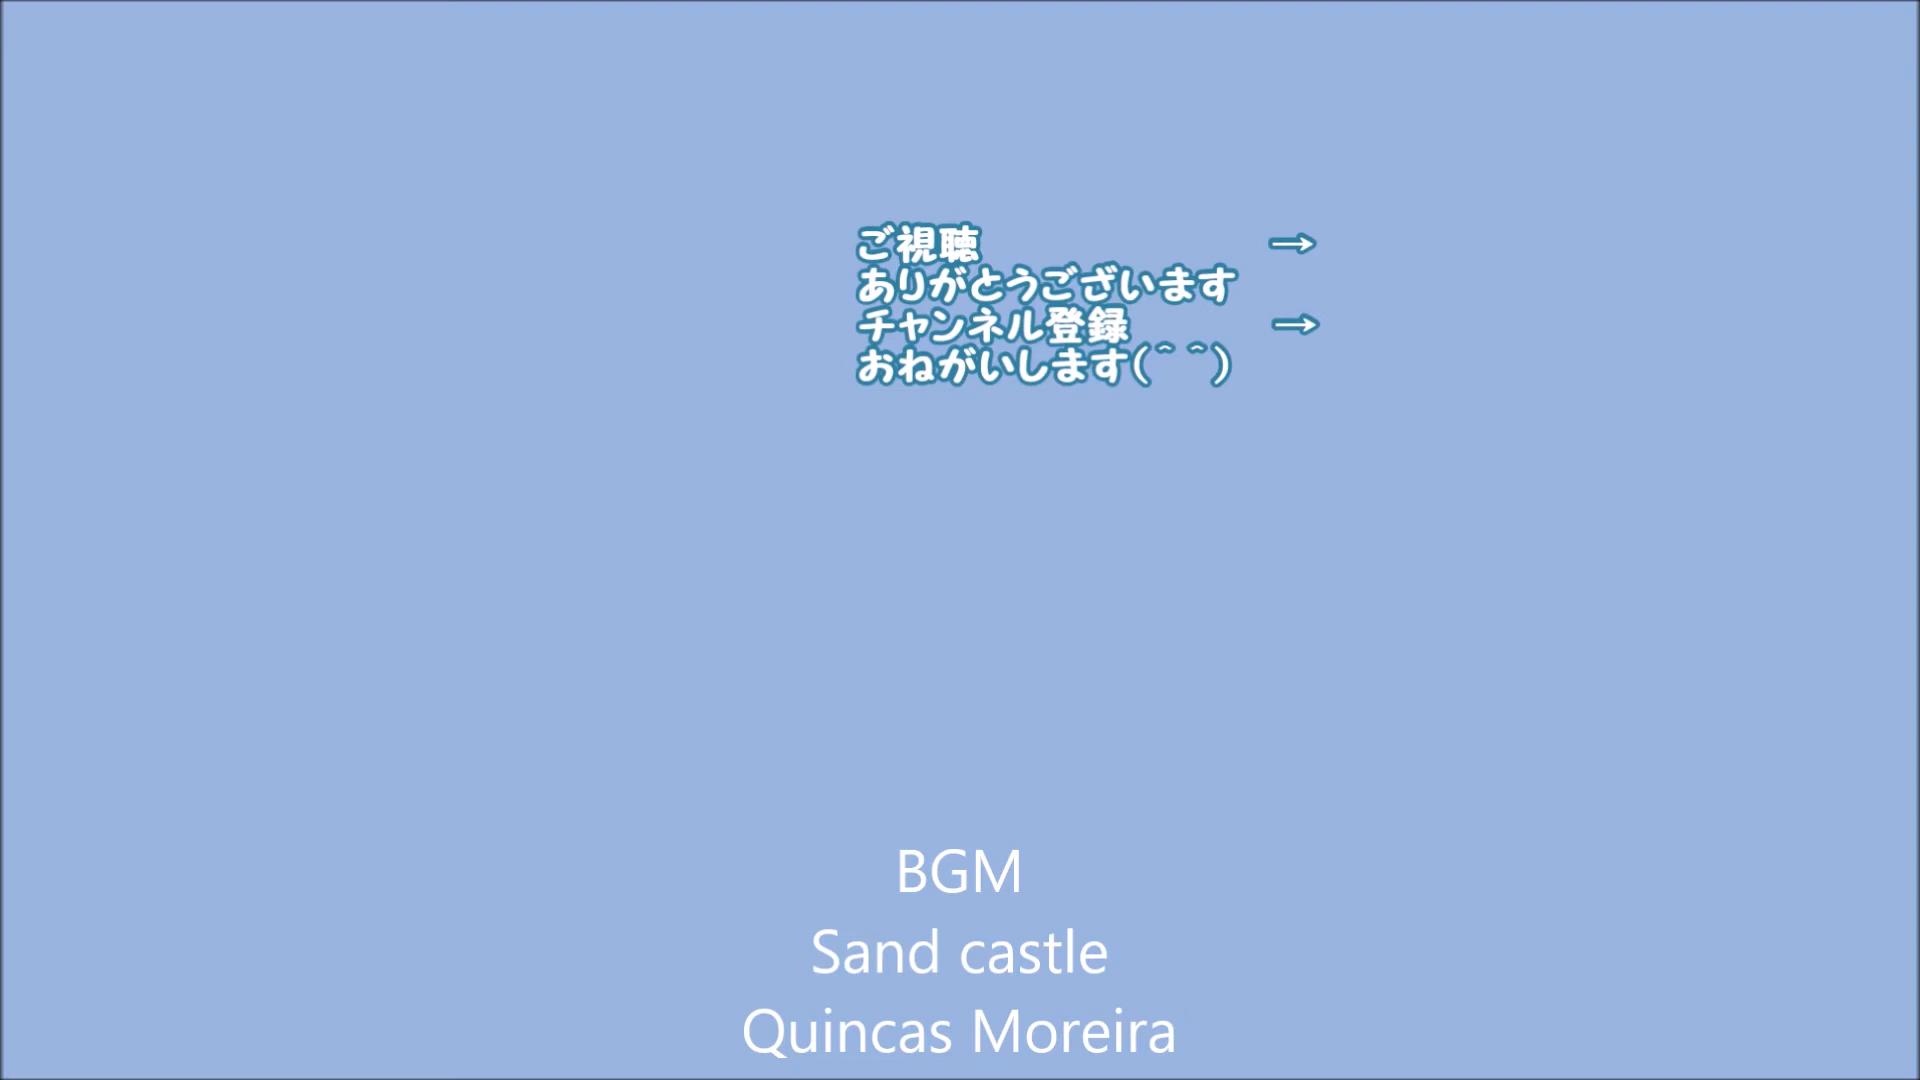 ご視聴 →
ありがとうございます
チャンネル登録 →
おねがいします(＾＾)
BGM
Sand castle
Quincas Moreira